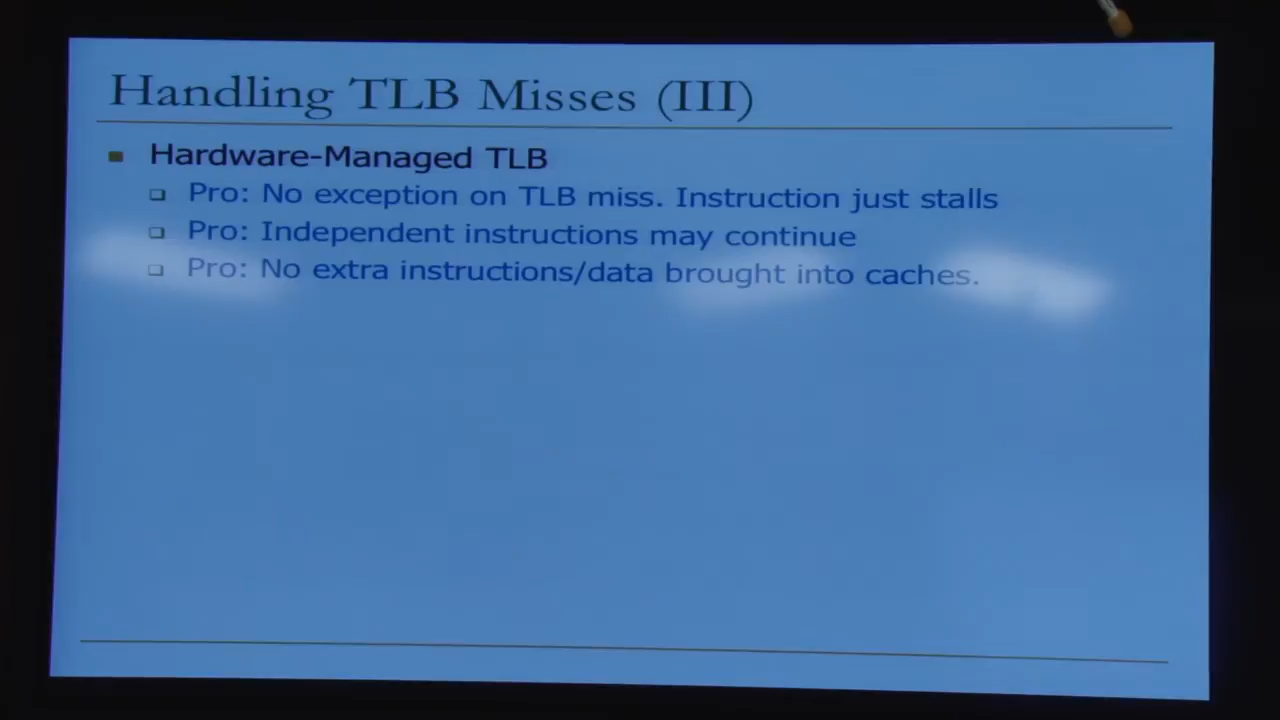 Handling TLB Misses (III)
Hardware-Managed TLB
Pro: No exception on TLB miss. Instruction just stalls
Pro: Independent instructions may continue
Pro: No extra instructions/data brought into caches.